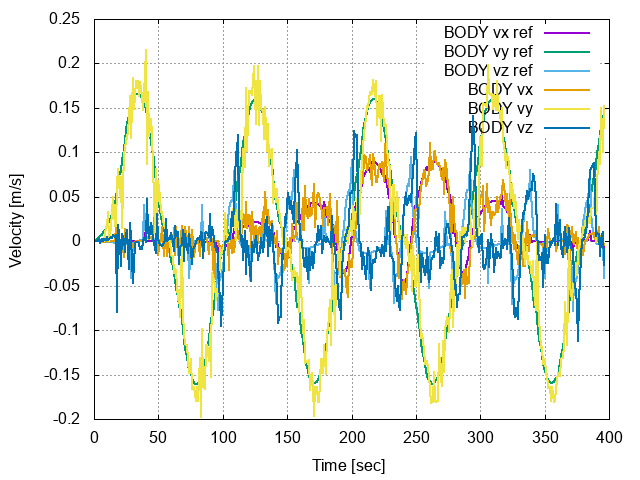 0.25
0.2
0.15
0.1
0.05
0
-0.05
-0.1
-0.15
-0.2
Velocity [m/s]
BODY vx ref
BODY vy ref
BODY vz ref
BODY vx
BODY vy
BODY vz
0 50 100 150 200 250 300 350 400
Time [sec]